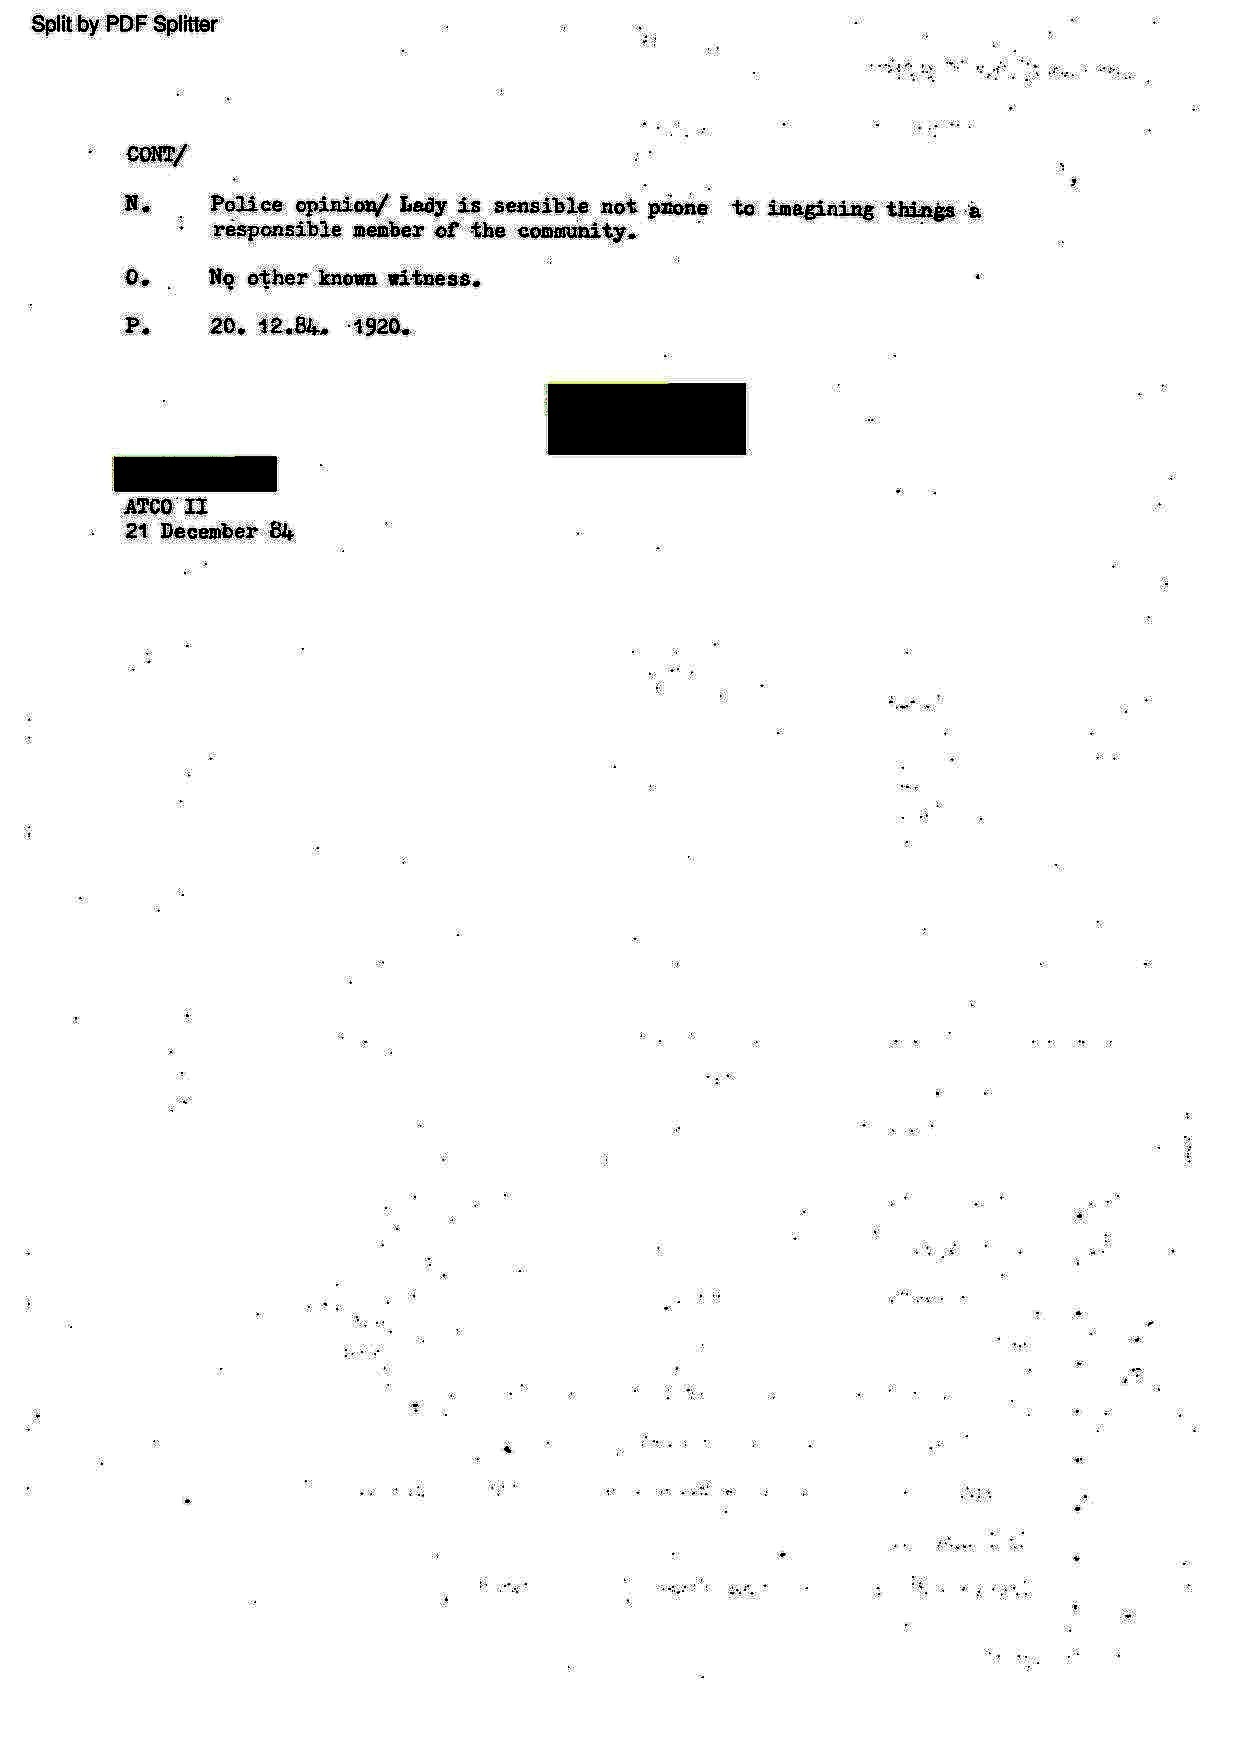 Split by PDF Splitter
CONT/
N. Police opinion/ Lady is sensible not prone to imagining things a
responsible member of the community.
O. No other known witness.
P. 20. 12.84. 1920.
ATCO II
21 December 84